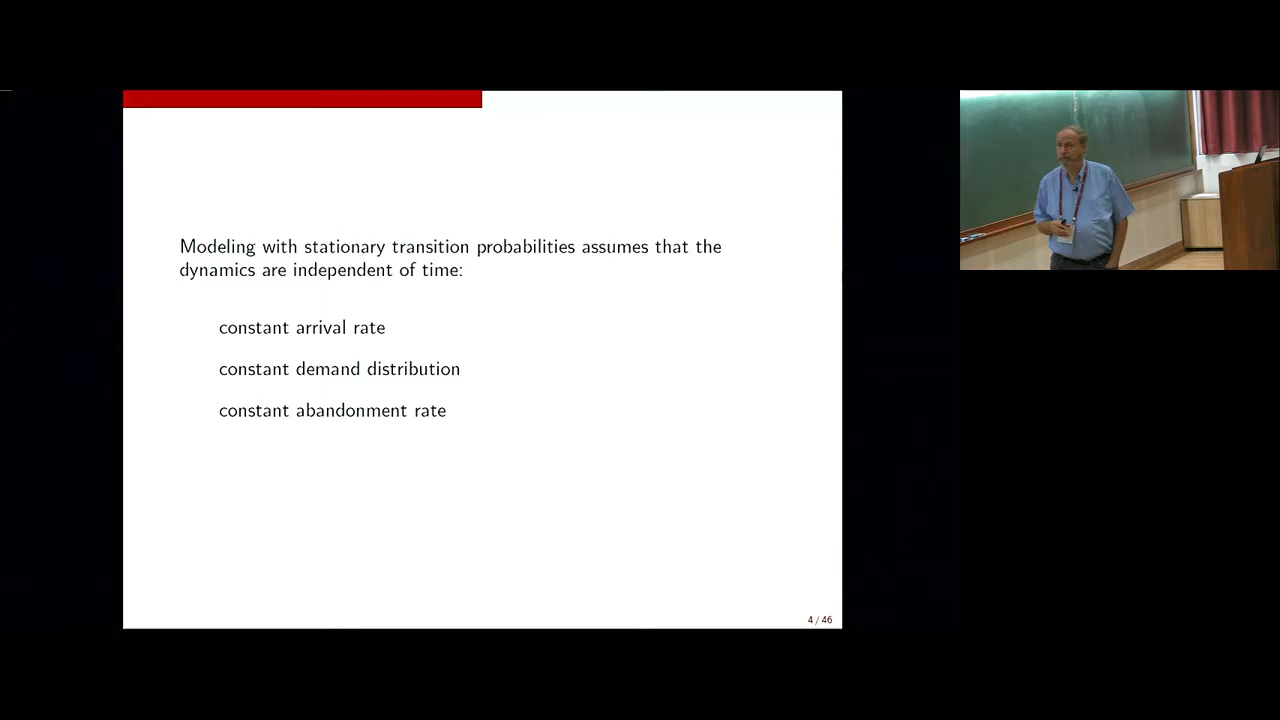 Modeling with stationary transition probabilities assumes that the
dynamics are independent of time:
constant arrival rate
constant demand distribution
constant abandonment rate
4 / 46